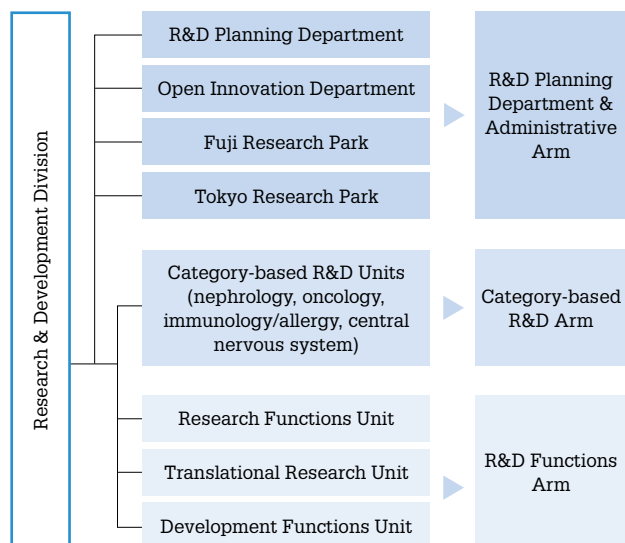 Research & Development Division
R&D Planning Department
Open Innovation Department
Fuji Research Park
Tokyo Research Park
R&D Planning
Department &
Administrative
Arm
Category-based R&D Units
(nephrology, oncology,
immunology/allergy, central
nervous system)
Category-based
R&D Arm
Research Functions Unit
Translational Research Unit
Development Functions Unit
R&D Functions
Arm